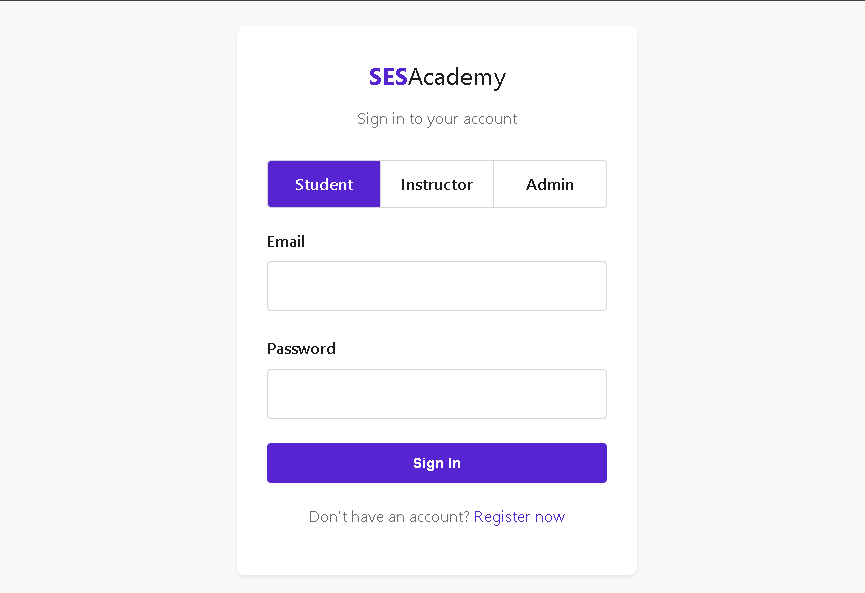 SESAcademy
Sign in to your account
Student Instructor Admin
Email
Password
Sign In
Don't have an account? Register now